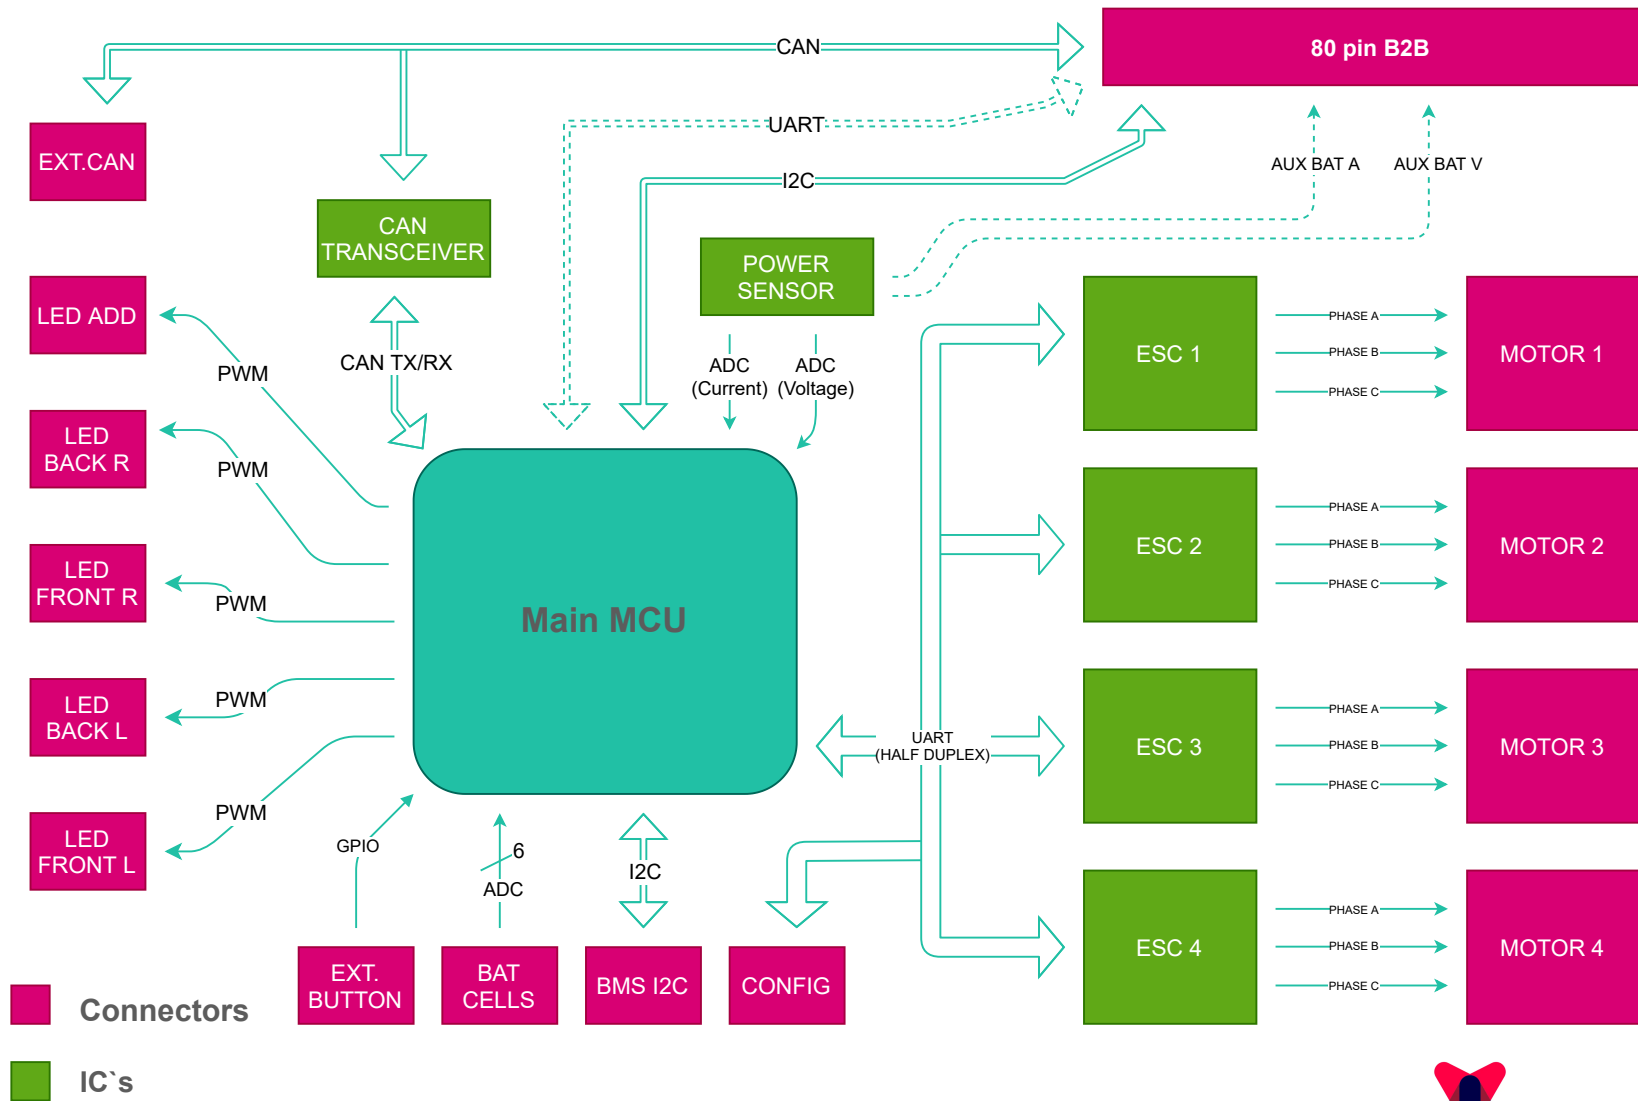 CAN
80 pin B2B
UART
EXT.CAN
I2C
AUX BAT A
AUX BAT V
CAN
TRANSCEIVER
POWER
SENSOR
LED ADD
CAN TX/RX
PWM
ADC
(Current)
ADC
(Voltage)
ESC 1
PHASE A
PHASE B
PHASE C
MOTOR 1
LED
BACK R
PWM
ESC 2
PHASE A
PHASE B
PHASE C
MOTOR 2
LED
FRONT R
PWM
Main MCU
LED
BACK L
PWM
UART
(HALF DUPLEX)
ESC 3
PHASE A
PHASE B
PHASE C
MOTOR 3
LED
FRONT L
PWM
GPIO
6
ADC
I2C
ESC 4
PHASE A
PHASE B
PHASE C
MOTOR 4
EXT.
BUTTON
BAT
CELLS
BMS I2C
CONFIG
Connectors
IC`s